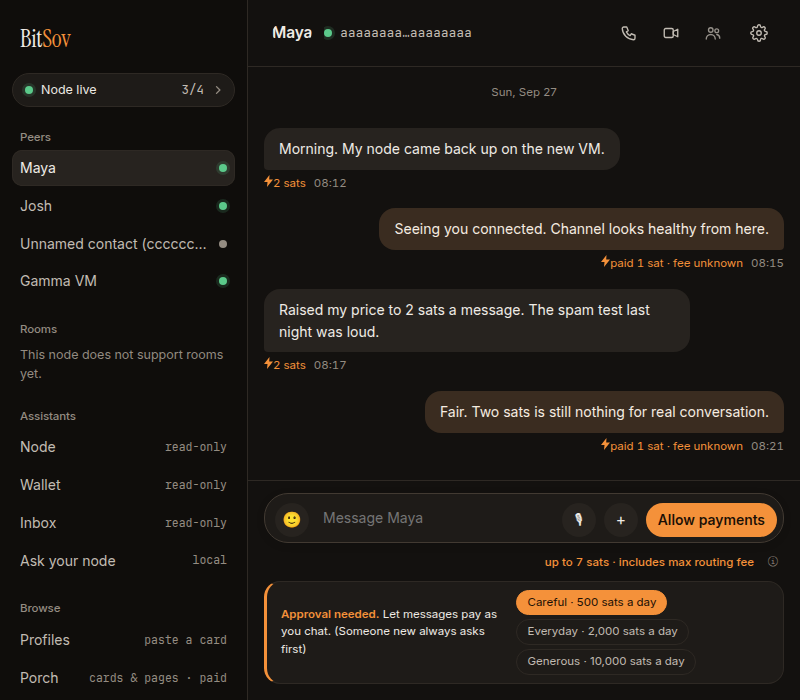 BitSov
Node live 3/4
Peers
Maya
Josh
Unnamed contact (cccccc...
Gamma VM
Rooms
This node does not support rooms
yet.
Assistants
Node read-only
Wallet read-only
Inbox read-only
Ask your node local
Browse
Profiles paste a card
Porch cards & pages · paid
Maya aaaaaaaa…aaaaaaaa
Sun, Sep 27
Morning. My node came back up on the new VM.
2 sats 08:12
Seeing you connected. Channel looks healthy from here.
paid 1 sat · fee unknown 08:15
Raised my price to 2 sats a message. The spam test last
night was loud.
2 sats 08:17
Fair. Two sats is still nothing for real conversation.
paid 1 sat · fee unknown 08:21
Message Maya
+
Allow payments
up to 7 sats · includes max routing fee
Approval needed. Let messages pay as
you chat. (Someone new always asks
first)
Careful · 500 sats a day
Everyday · 2,000 sats a day
Generous · 10,000 sats a day